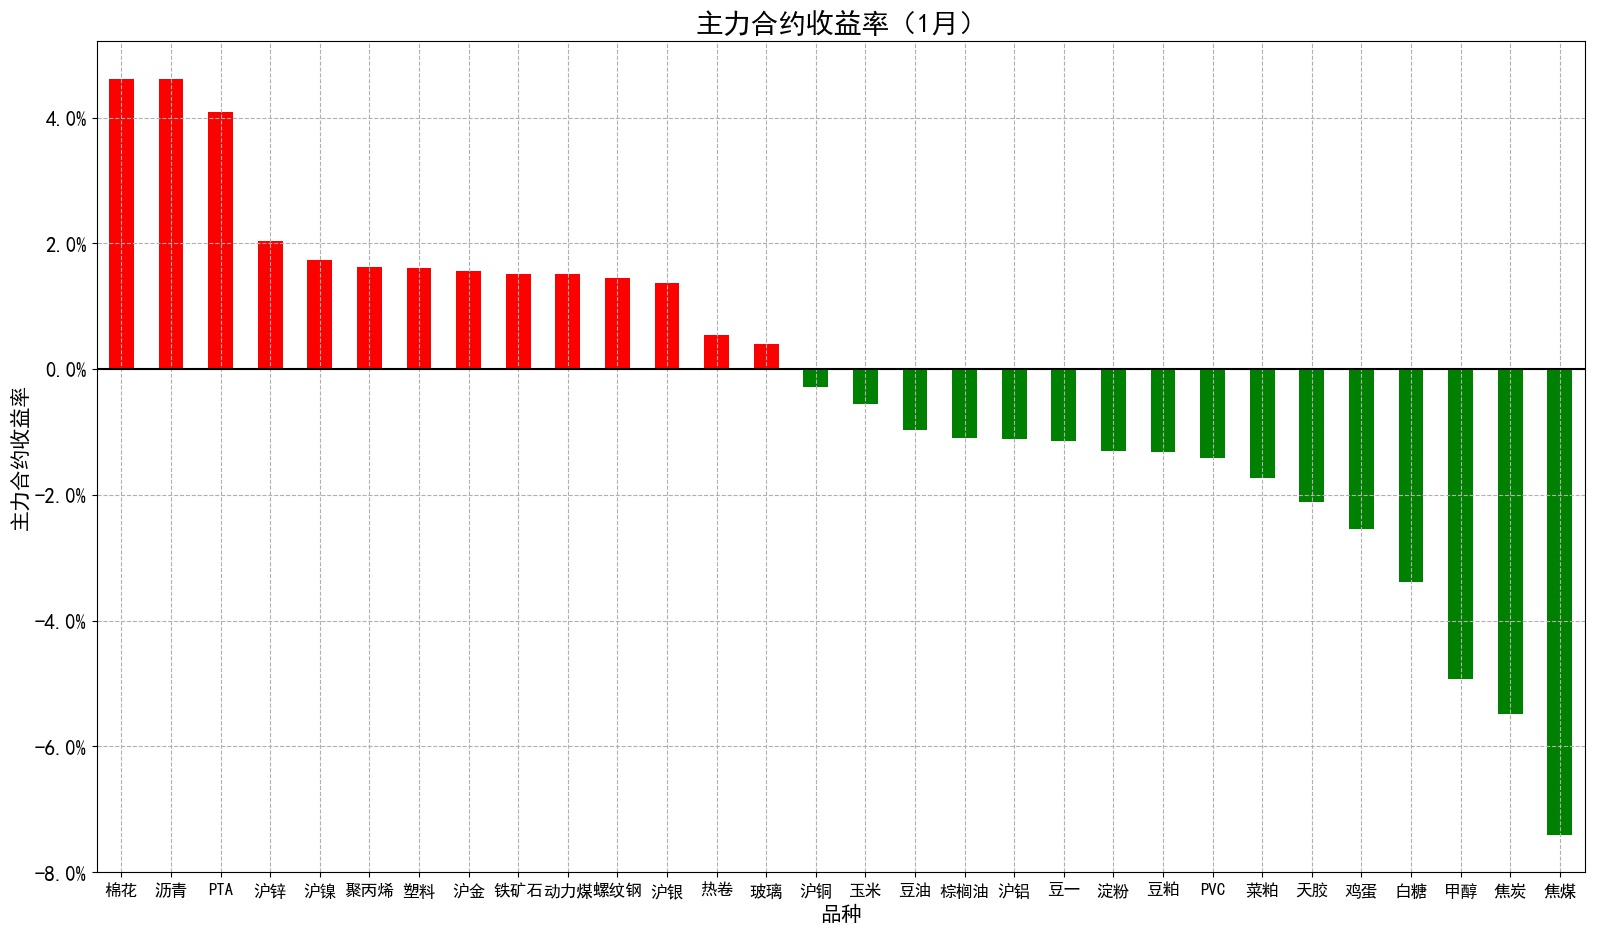 主力合约收益率（1月）
主力合约收益率
4.0%
2.0%
0.0%
-2.0%
-4.0%
-6.0%
-8.0%
棉花 沥青 PTA 沪锌 沪镍 聚丙烯 塑料 沪金 铁矿石 动力煤 螺纹钢 沪银 热卷 玻璃 沪铜 玉米 豆油 棕榈油 沪铝 豆一 淀粉 豆粕 PVC 菜粕 天胶 鸡蛋 白糖 甲醇 焦炭 焦煤
品种